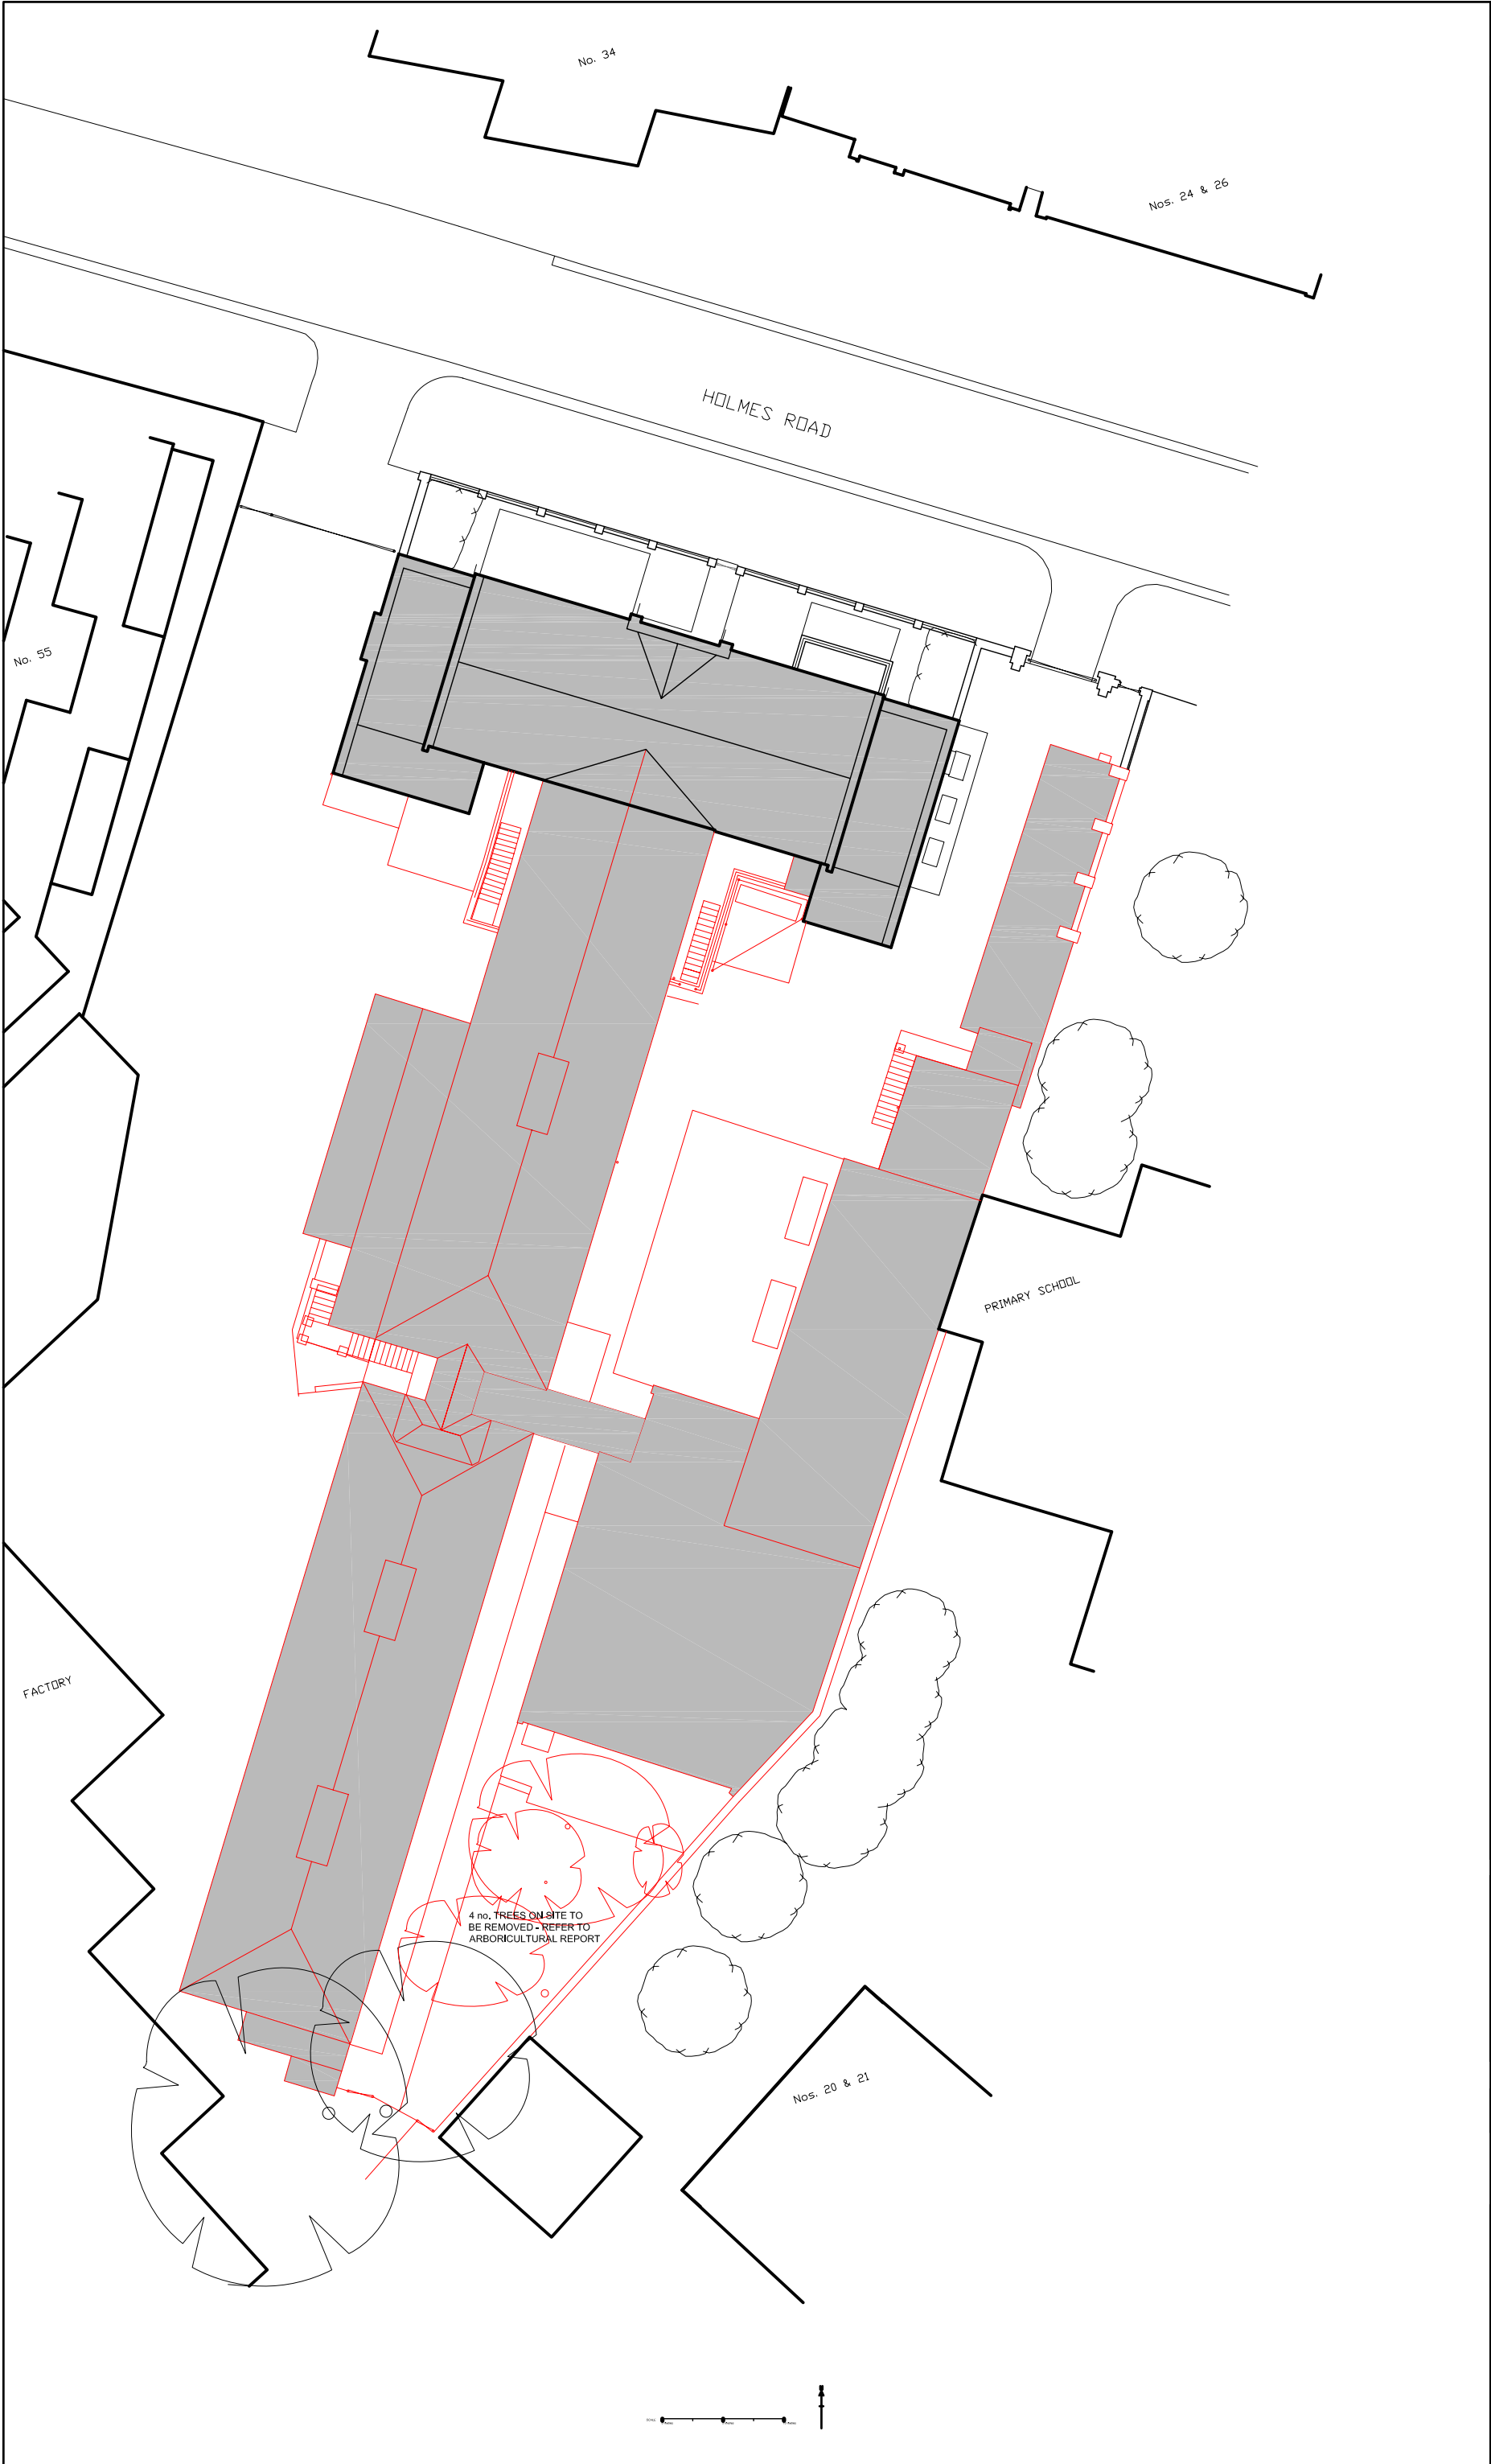 No. 34
Nos. 24 & 26
HOLMES ROAD
No. 55
PRIMARY SCHOOL
FACTORY
4 no. TREES ON SITE TO
BE REMOVED - REFER TO
ARBORICULTURAL REPORT
Nos. 20 & 21